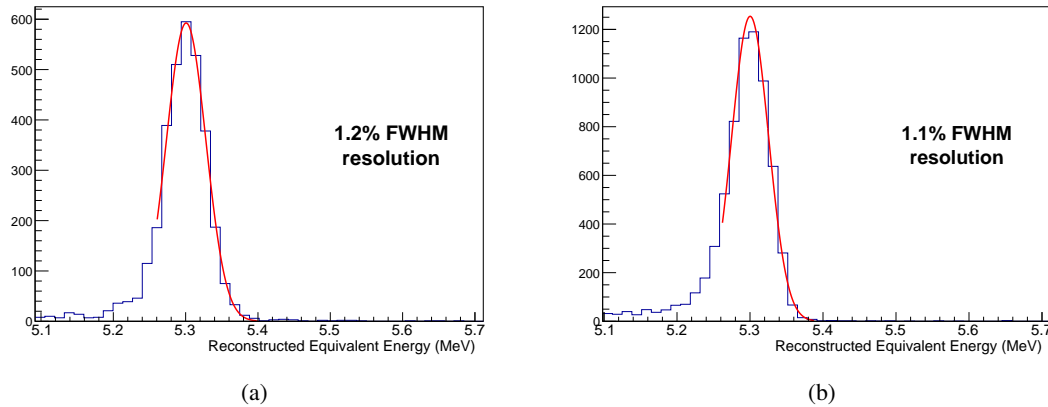 600
500
400
300
200
100
0
5.1 5.2 5.3 5.4 5.5 5.6 5.7
Reconstructed Equivalent Energy (MeV)
1.2% FWHM
resolution
(a)
1200
1000
800
600
400
200
0
5.1 5.2 5.3 5.4 5.5 5.6 5.7
Reconstructed Equivalent Energy (MeV)
1.1% FWHM
resolution
(b)